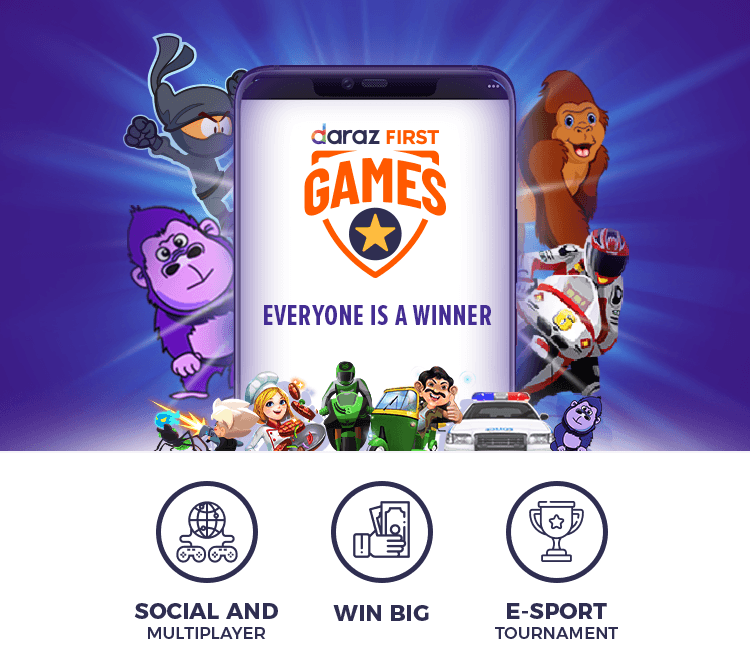 daraz FIRST
GAMES
EVERYONE IS A WINNER
SOCIAL AND
MULTIPLAYER
WIN BIG
E-SPORT
TOURNAMENT